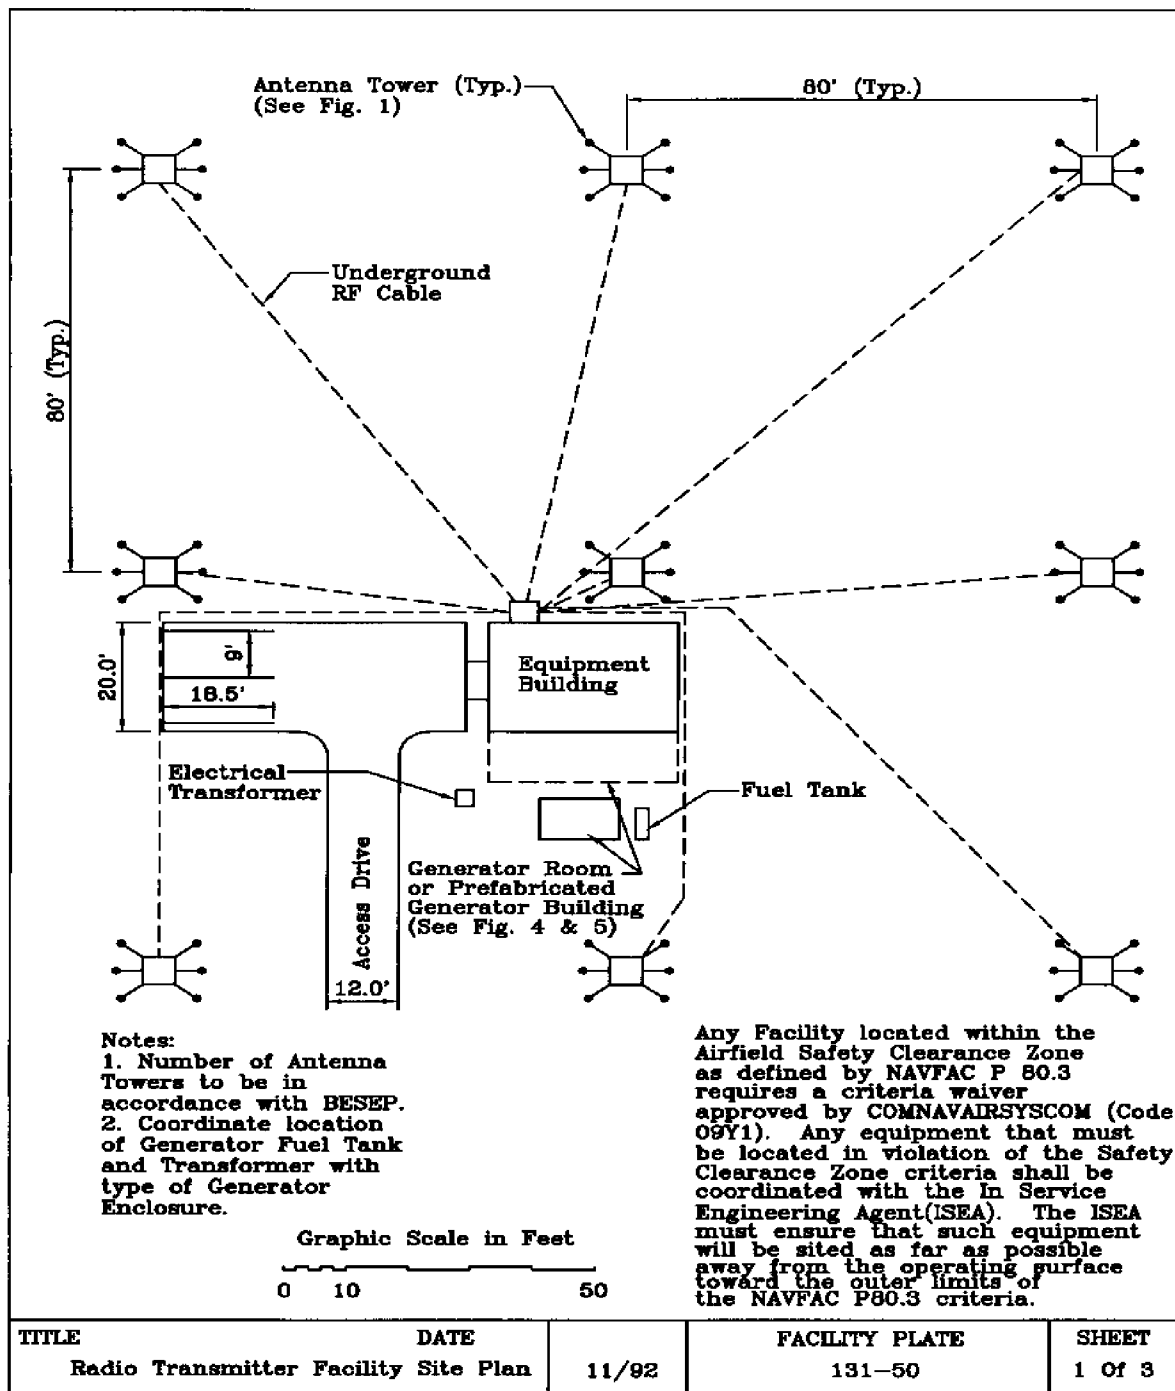 Antenna Tower (Typ.)
(See Fig. 1)
80' (Typ.)
Underground
RF Cable
80' (Typ.)
20.0'
9'
18.5'
Equipment
Building
Electrical
Transformer
Fuel Tank
Access Drive
Generator Room
or Prefabricated
Generator Building
(See Fig. 4 & 5)
12.0'
Notes:
1. Number of Antenna
Towers to be in
accordance with BESEP.
2. Coordinate location
of Generator Fuel Tank
and Transformer with
type of Generator
Enclosure.
Any Facility located within the
Airfield Safety Clearance Zone
as defined by NAVFAC P 80.3
requires a criteria waiver
approved by COMNAVAIRSYSCOM (Code
09Y1). Any equipment that must
be located in violation of the Safety
Clearance Zone criteria shall be
coordinated with the In Service
Engineering Agent(ISEA). The ISEA
must ensure that such equipment
will be sited as far as possible
away from the operating surface
toward the outer limits of
the NAVFAC P80.3 criteria.
Graphic Scale in Feet
0 10 50
TITLE DATE FACILITY PLATE SHEET
Radio Transmitter Facility Site Plan 11/92 131-50 1 Of 3